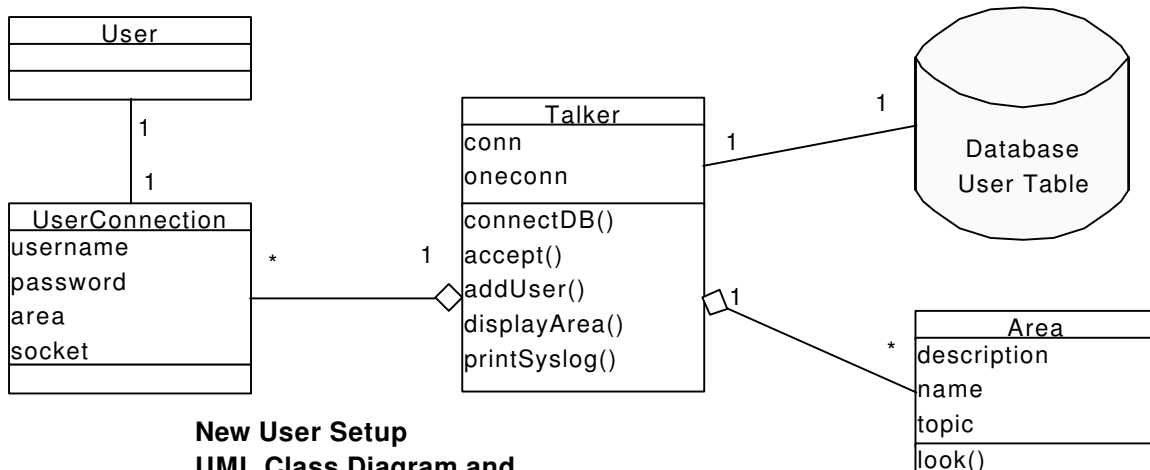 User
1
1
UserConnection
username
password
area
socket
*
1
Talker
conn
oneconn
connectDB()
accept()
addUser()
displayArea()
printSyslog()
1
1
Database
User Table
1
*
Area
description
name
topic
look()
New User Setup
UML Class Diagram and